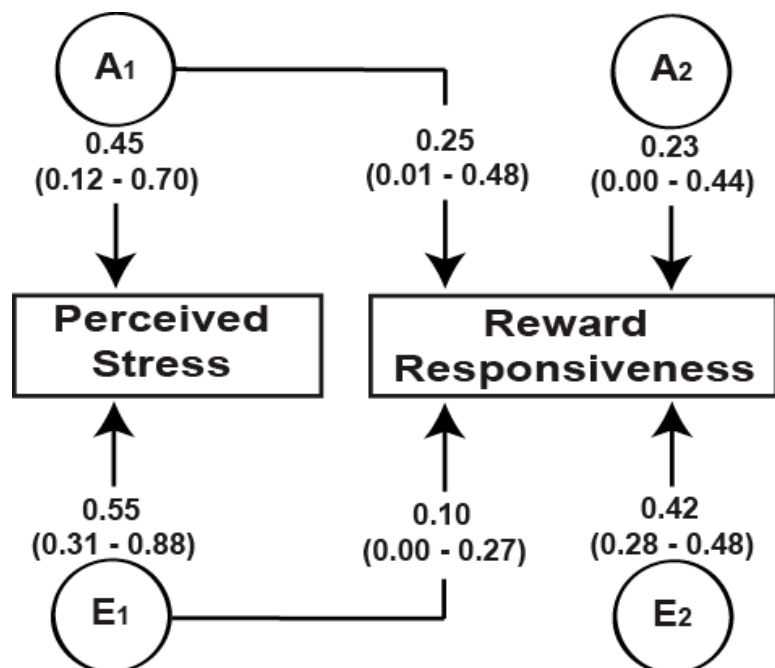 A1
A2
0.45
(0.12 - 0.70)
0.25
(0.01 - 0.48)
0.23
(0.00 - 0.44)
Perceived
Stress
Reward
Responsiveness
0.55
(0.31 - 0.88)
0.10
(0.00 - 0.27)
0.42
(0.28 - 0.48)
E1
E2